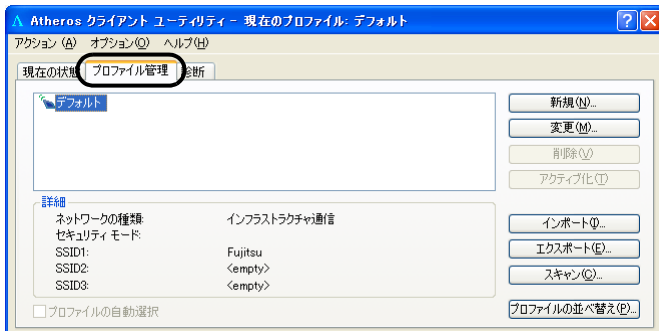 Atheros クライアント ユーティリティ - 現在のプロファイル: デフォルト
アクション (A) オプション(O) ヘルプ(H)
現在の状態 プロファイル管理 診断
デフォルト
新規(N)...
変更(M)...
削除(V)
アクティブ化(T)
詳細
ネットワークの種類: インフラストラクチャ通信
セキュリティ モード:
SSID1: Fujitsu
SSID2: <empty>
SSID3: <empty>
インポート(I)...
エクスポート(E)...
スキャン(C)...
プロファイルの自動選択
プロファイルの並べ替え(P)...